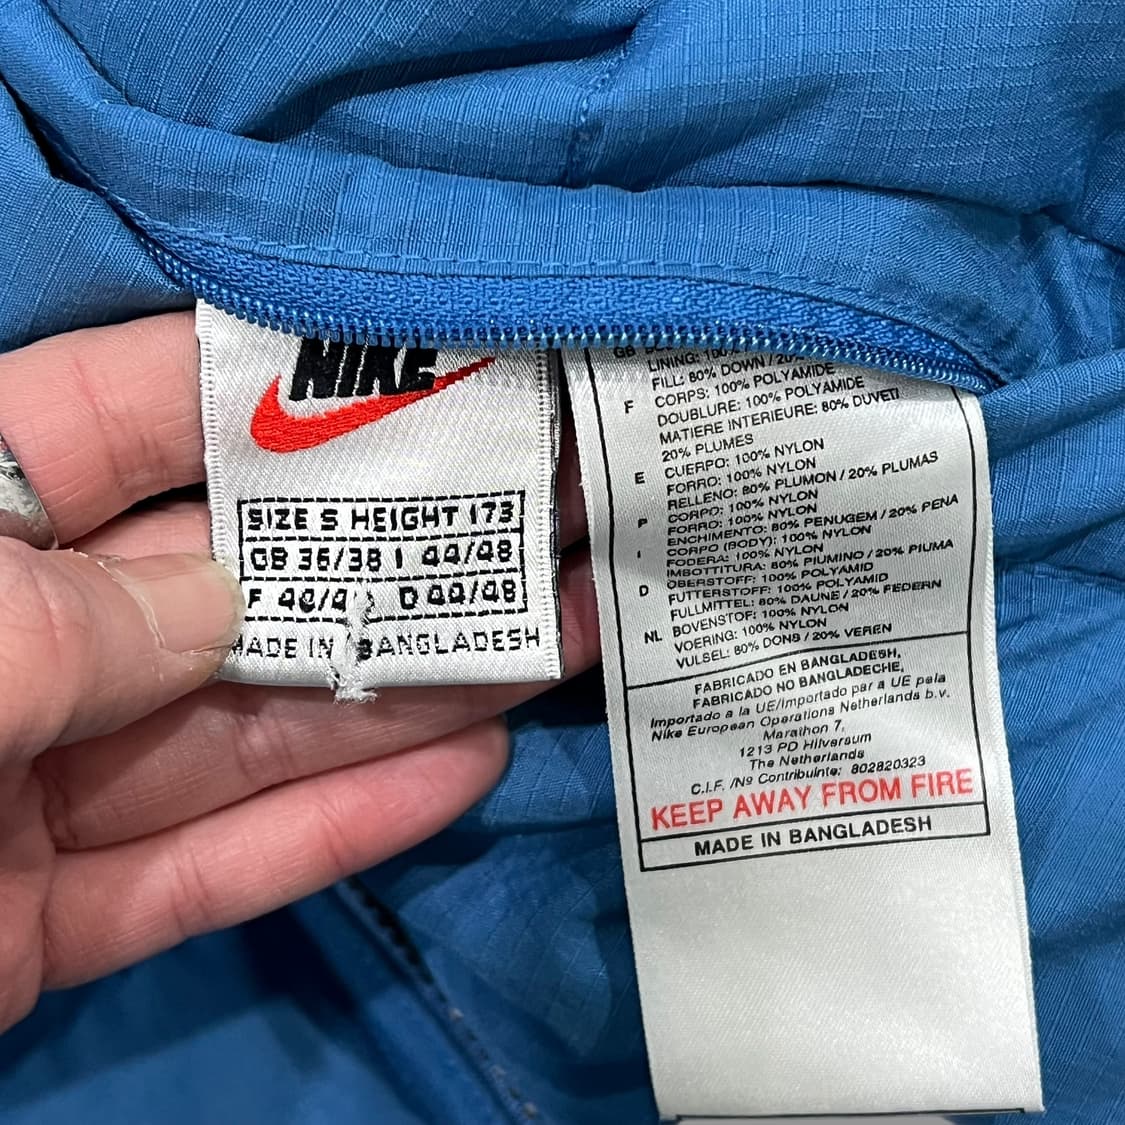 NIKE
SIZE S HEIGHT 173
GB 36/38 I 44/48
F D 44/48
MADE IN BANGLADESH
GB
LINING: 100%
FILL: 80% DOWN / 20%
F CORPS: 100% POLYAMIDE
DOUBLURE: 100% POLYAMIDE
MATIERE INTERIEURE: 80% DUVET/
20% PLUMES
E CUERPO: 100% NYLON
FORRO: 100% NYLON
RELLENO: 80% PLUMON / 20% PLUMAS
P CORPO: 100% NYLON
FORRO: 100% NYLON
ENCHIMENTO: 80% PENUGEM / 20% PENA
I CORPO (BODY): 100% NYLON
FODERA: 100% NYLON
IMBOTTITURA: 80% PIUMINO / 20% PIUMA
D OBERSTOFF: 100% POLYAMID
FUTTERSTOFF: 100% POLYAMID
FULLMITTEL: 80% DAUNE / 20% FEDERN
NL BOVENSTOF: 100% NYLON
VOERING: 100% NYLON
VULSEL: 80% DONS / 20% VEREN
FABRICADO EN BANGLADESH,
FABRICADO NO BANGLADECHE,
Importado a la UE/Importado par a UE pela
Nike European Operations Netherlands b.v.
Marathon 7,
1213 PD Hilversum
The Netherlands
C.I.F. /Nº Contribuinte: 802820323
KEEP AWAY FROM FIRE
MADE IN BANGLADESH